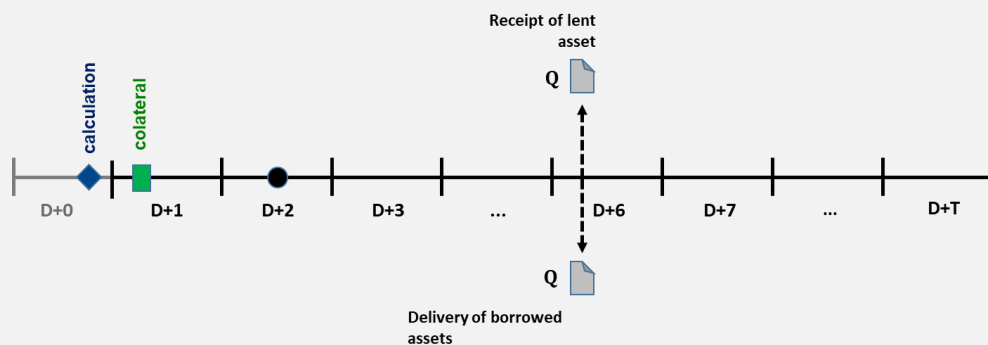 Receipt of lent
asset
Q
calculation
colateral
D+0
D+1
D+2
D+3
...
D+6
D+7
...
D+T
Q
Delivery of borrowed
assets